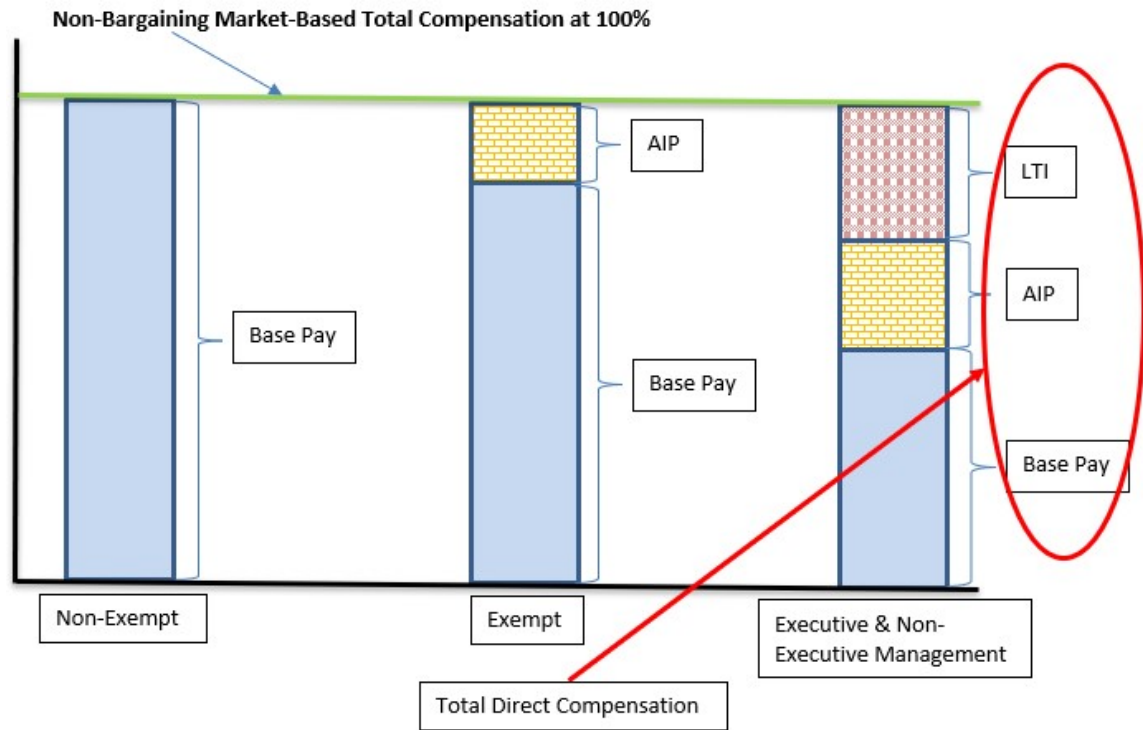 Non-Bargaining Market-Based Total Compensation at 100%
AIP
LTI
Base Pay
AIP
Base Pay
Base Pay
Non-Exempt
Exempt
Executive & Non-
Executive Management
Total Direct Compensation